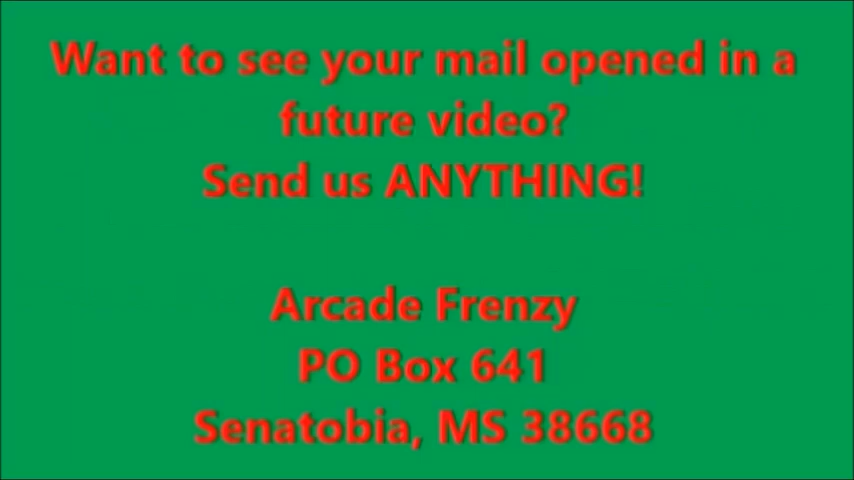 Want to see your mail opened in a
future video?
Send us ANYTHING!
Arcade Frenzy
PO Box 641
Senatobia, MS 38668